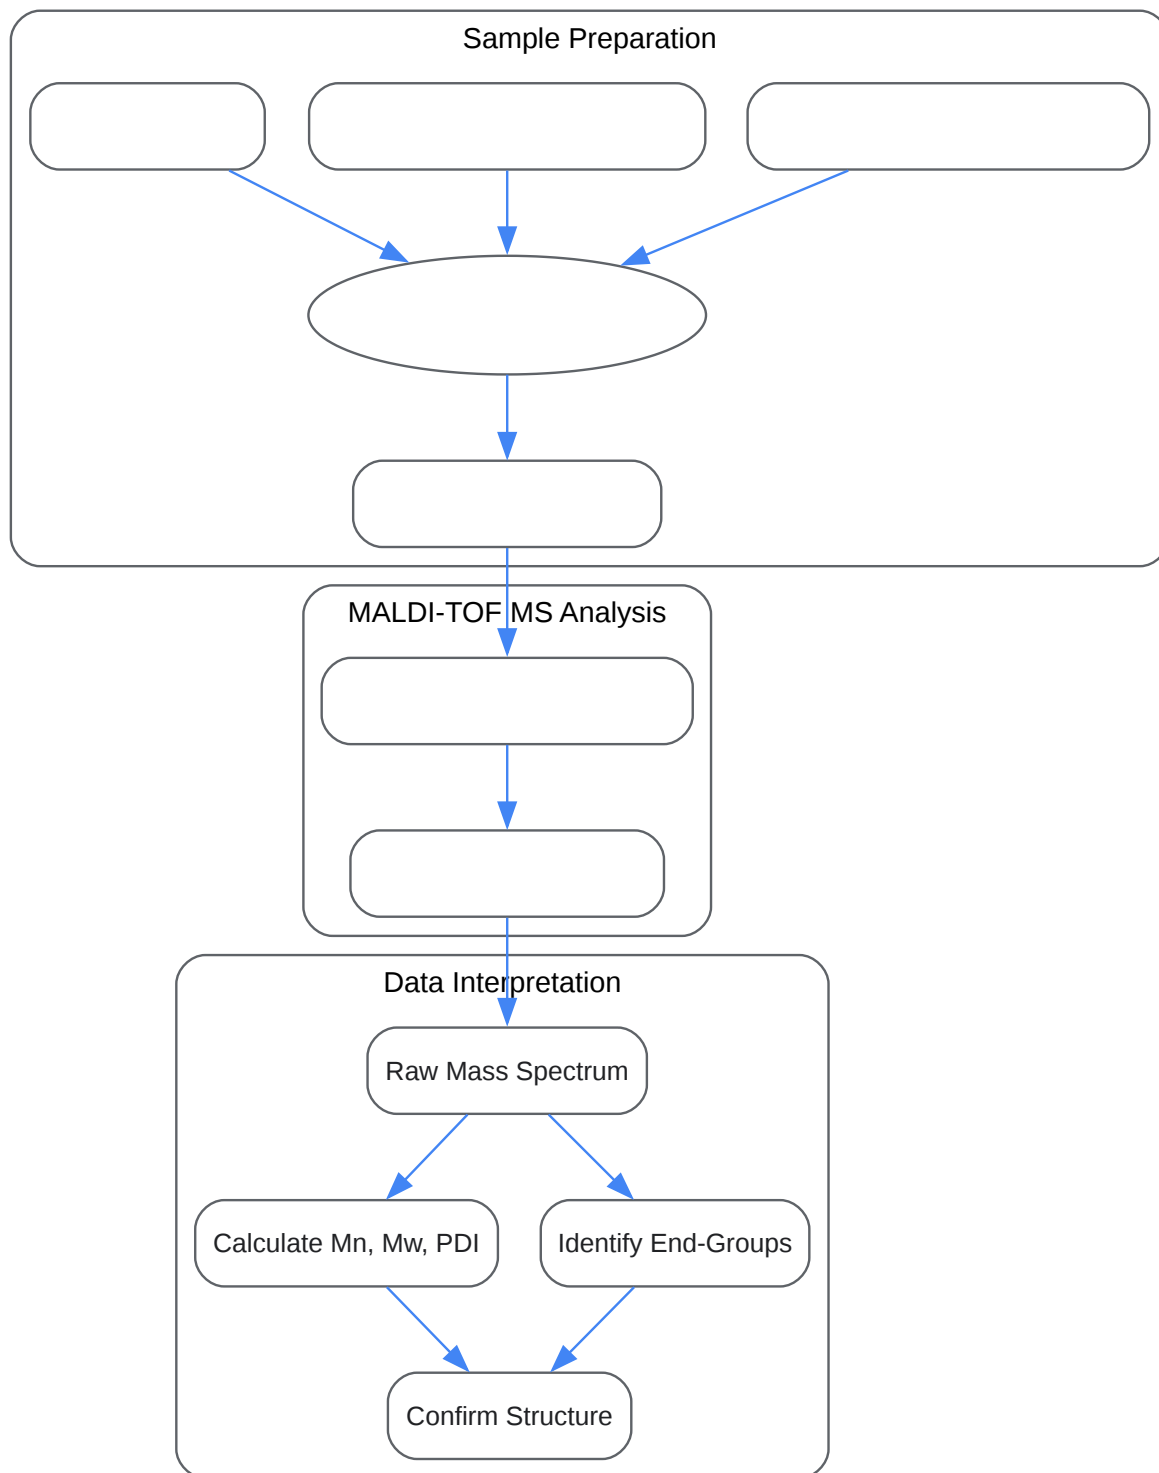 Sample Preparation
MALDI-TOF MS Analysis
Data Interpretation
Raw Mass Spectrum
Calculate Mn, Mw, PDI
Identify End-Groups
Confirm Structure